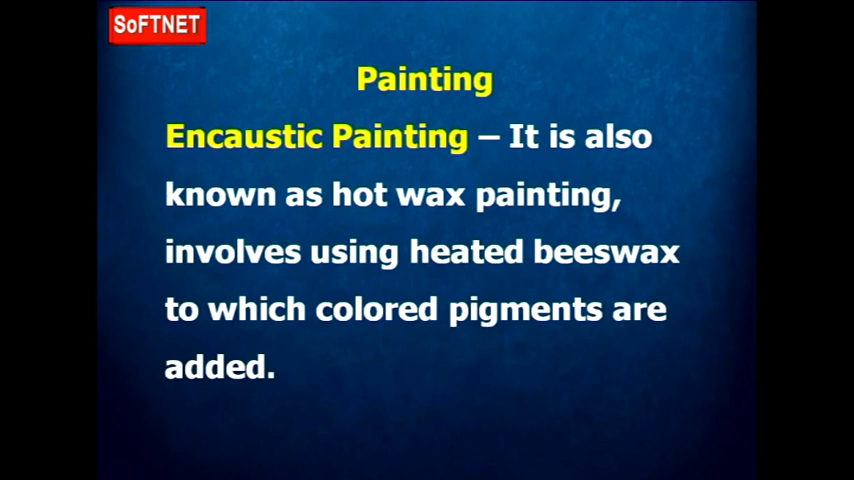 SoFTNET
Painting
Encaustic Painting – It is also
known as hot wax painting,
involves using heated beeswax
to which colored pigments are
added.